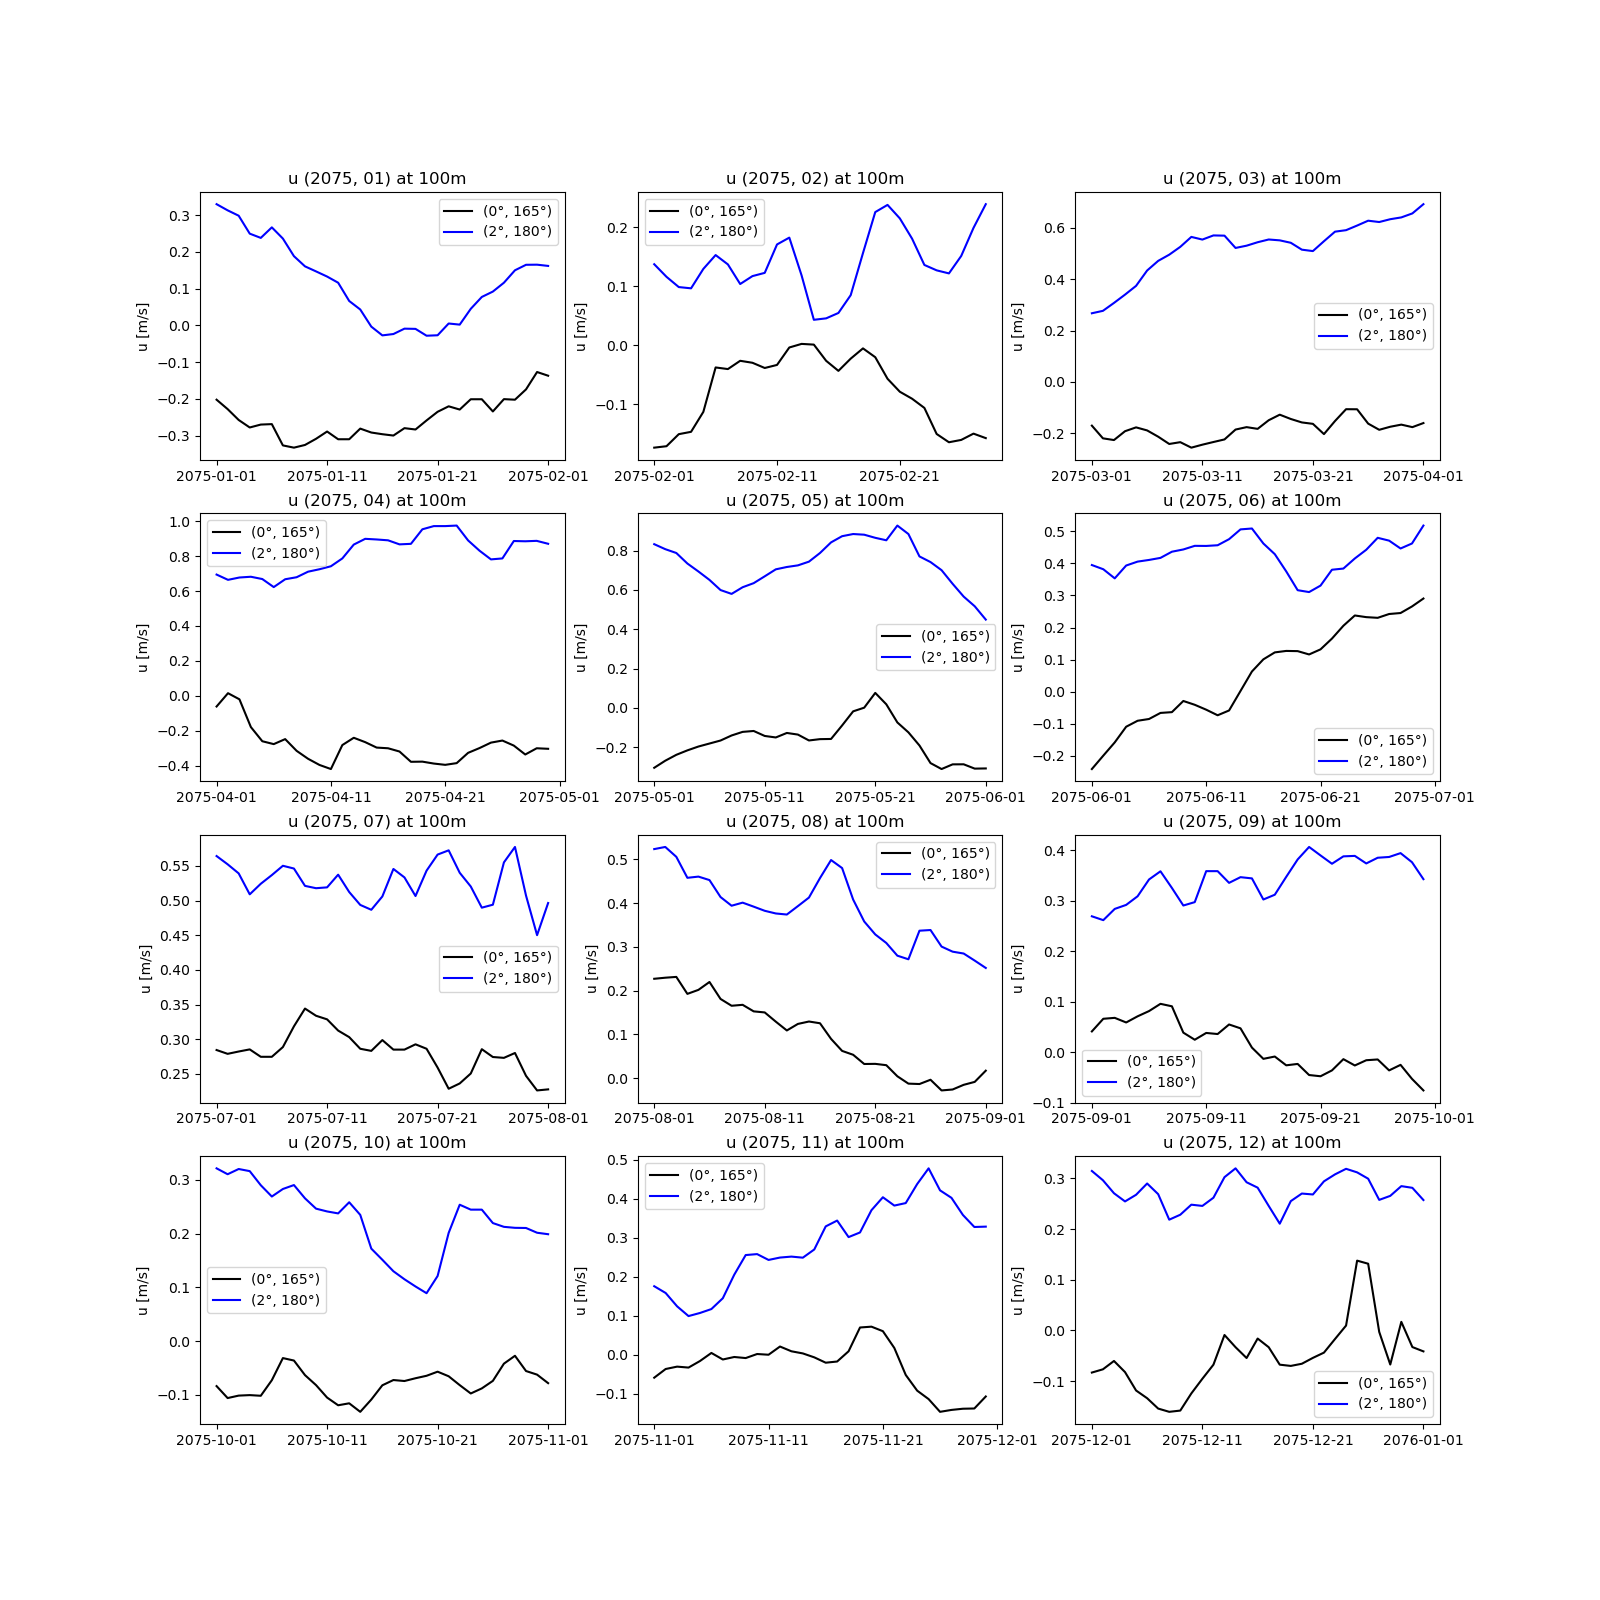 u (2075, 01) at 100m
u [m/s]
0.3
0.2
0.1
0.0
−0.1
−0.2
−0.3
(0°, 165°)
(2°, 180°)
2075-01-01 2075-01-11 2075-01-21 2075-02-01
u (2075, 02) at 100m
u [m/s]
0.2
0.1
0.0
−0.1
(0°, 165°)
(2°, 180°)
2075-02-01 2075-02-11 2075-02-21
u (2075, 03) at 100m
u [m/s]
0.6
0.4
0.2
0.0
−0.2
(0°, 165°)
(2°, 180°)
2075-03-01 2075-03-11 2075-03-21 2075-04-01
u (2075, 04) at 100m
u [m/s]
1.0
0.8
0.6
0.4
0.2
0.0
−0.2
−0.4
(0°, 165°)
(2°, 180°)
2075-04-01 2075-04-11 2075-04-21 2075-05-01
u (2075, 05) at 100m
u [m/s]
0.8
0.6
0.4
0.2
0.0
−0.2
(0°, 165°)
(2°, 180°)
2075-05-01 2075-05-11 2075-05-21 2075-06-01
u (2075, 06) at 100m
u [m/s]
0.5
0.4
0.3
0.2
0.1
0.0
−0.1
−0.2
(0°, 165°)
(2°, 180°)
2075-06-01 2075-06-11 2075-06-21 2075-07-01
u (2075, 07) at 100m
u [m/s]
0.55
0.50
0.45
0.40
0.35
0.30
0.25
(0°, 165°)
(2°, 180°)
2075-07-01 2075-07-11 2075-07-21 2075-08-01
u (2075, 08) at 100m
u [m/s]
0.5
0.4
0.3
0.2
0.1
0.0
(0°, 165°)
(2°, 180°)
2075-08-01 2075-08-11 2075-08-21 2075-09-01
u (2075, 09) at 100m
u [m/s]
0.4
0.3
0.2
0.1
0.0
−0.1
(0°, 165°)
(2°, 180°)
2075-09-01 2075-09-11 2075-09-21 2075-10-01
u (2075, 10) at 100m
u [m/s]
0.3
0.2
0.1
0.0
−0.1
(0°, 165°)
(2°, 180°)
2075-10-01 2075-10-11 2075-10-21 2075-11-01
u (2075, 11) at 100m
u [m/s]
0.5
0.4
0.3
0.2
0.1
0.0
−0.1
(0°, 165°)
(2°, 180°)
2075-11-01 2075-11-11 2075-11-21 2075-12-01
u (2075, 12) at 100m
u [m/s]
0.3
0.2
0.1
0.0
−0.1
(0°, 165°)
(2°, 180°)
2075-12-01 2075-12-11 2075-12-21 2076-01-01